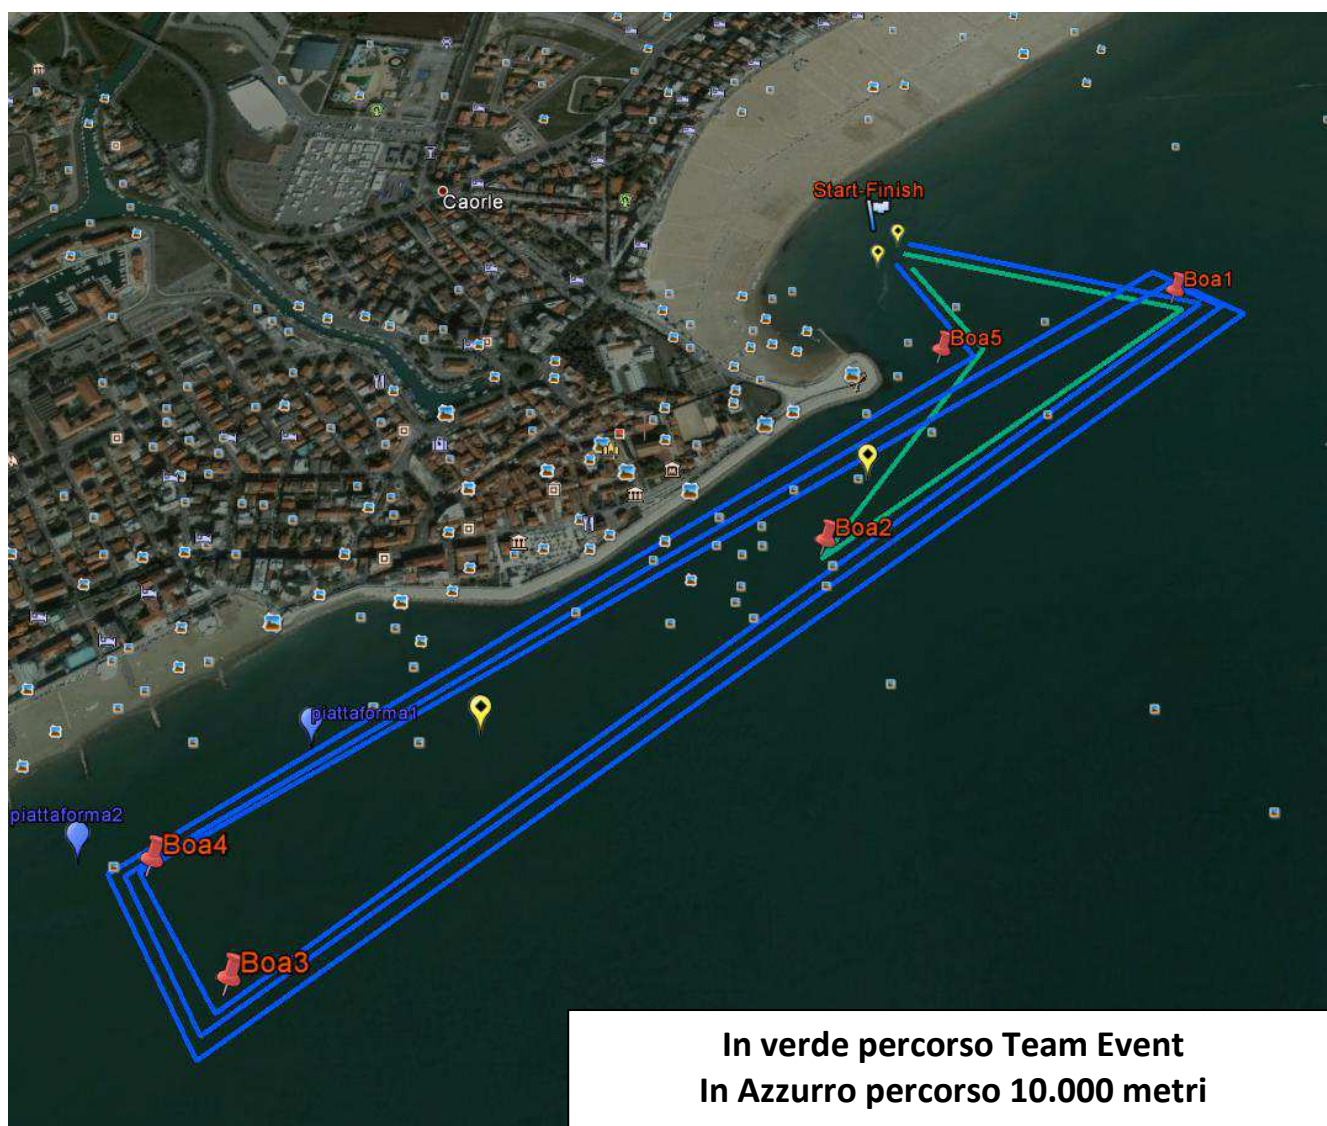 Start-Finish
Caorle
Boa1
Boa5
Boa2
piattaforma1
piattaforma2
Boa4
Boa3
In verde percorso Team Event
In Azzurro percorso 10.000 metri